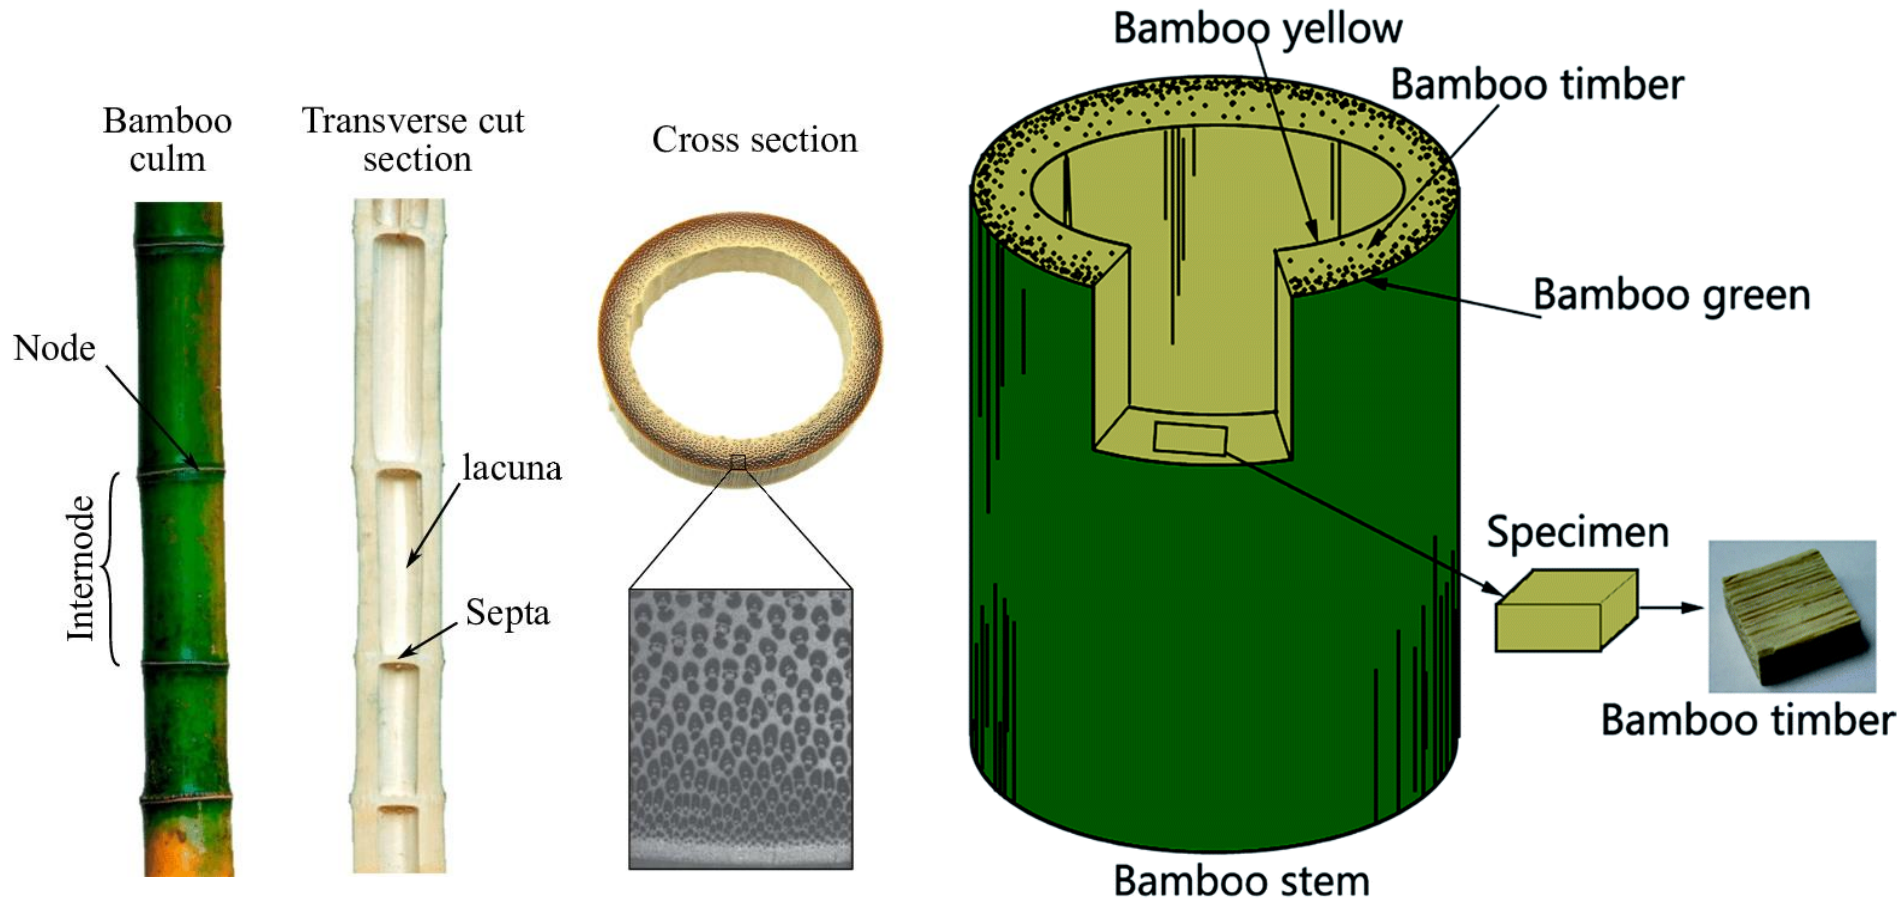 Bamboo
culm
Transverse cut
section
Cross section
Node
Internode
lacuna
Septa
Bamboo yellow
Bamboo timber
Bamboo green
Specimen
Bamboo timber
Bamboo stem